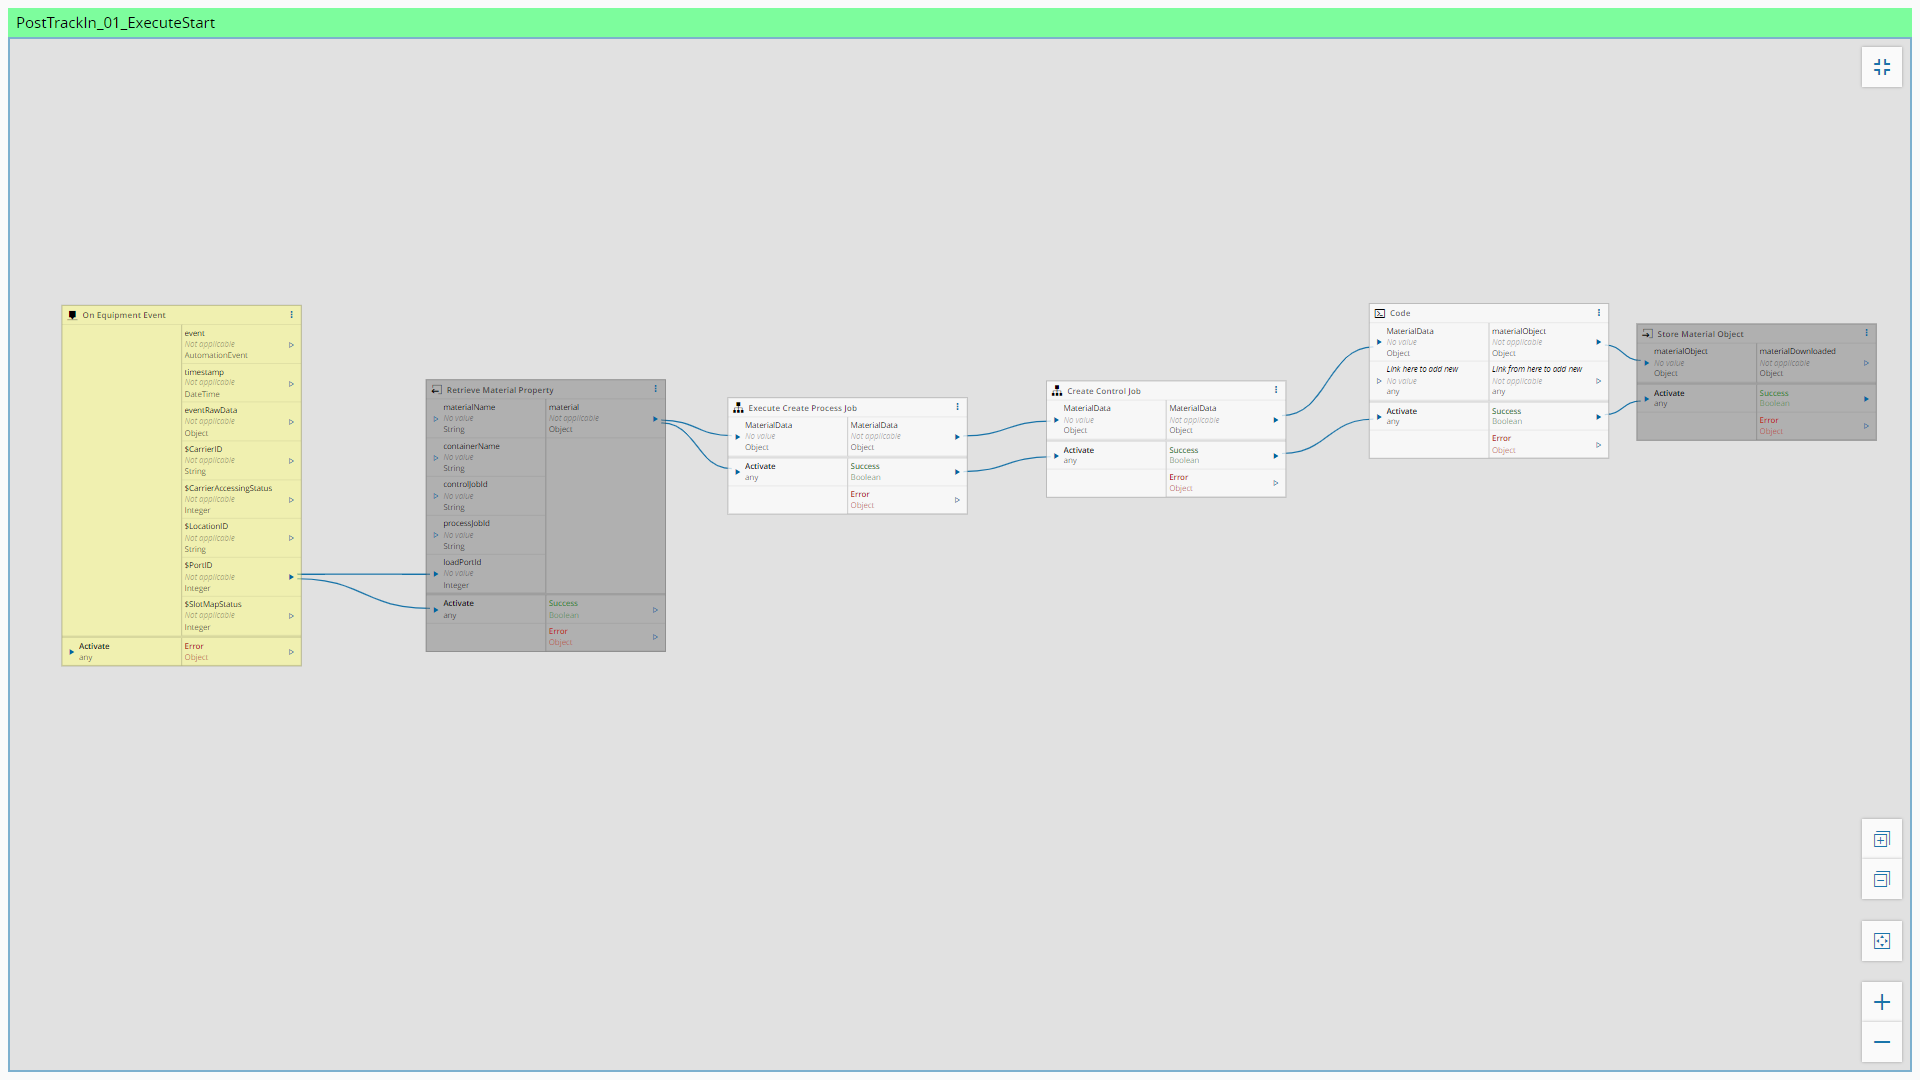 PostTrackIn_01_ExecuteStart
On Equipment Event
event
Not applicable
AutomationEvent
timestamp
Not applicable
DateTime
eventRawData
Not applicable
Object
$CarrierID
Not applicable
String
$CarrierAccessingStatus
Not applicable
Integer
$LocationID
Not applicable
String
$PortID
Not applicable
Integer
$SlotMapStatus
Not applicable
Integer
Activate
any
Error
Object
Retrieve Material Property
materialName
No value
String
containerName
No value
String
controlJobId
No value
String
processJobId
No value
String
loadPortId
No value
Integer
material
Not applicable
Object
Activate
any
Success
Boolean
Error
Object
Execute Create Process Job
MaterialData
No value
Object
MaterialData
Not applicable
Object
Activate
any
Success
Boolean
Error
Object
Create Control Job
MaterialData
No value
Object
MaterialData
Not applicable
Object
Activate
any
Success
Boolean
Error
Object
Code
MaterialData
No value
Object
materialObject
Not applicable
Object
Link here to add new
No value
any
Link from here to add new
Not applicable
any
Activate
any
Success
Boolean
Error
Object
Store Material Object
materialObject
No value
Object
materialDownloaded
Not applicable
Object
Activate
any
Success
Boolean
Error
Object